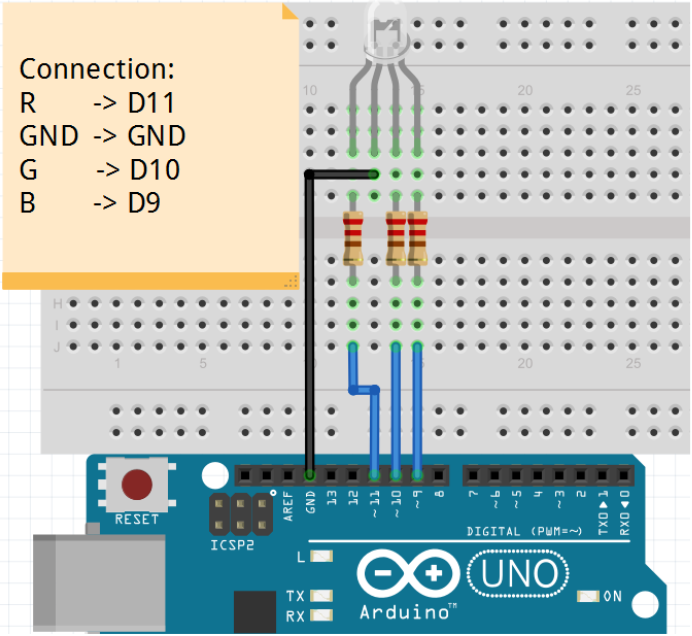 Connection:
R -> D11
GND -> GND
G -> D10
B -> D9
10 15 20 25
H
I
J
1 5 10 15 20 25
RESET
ICSP2
AREF
GND
13
12
~11
~10
~9
8
7
~6
~5
4
~3
2
TX0▶1
RX0◀0
DIGITAL (PWM=~)
L
TX
RX
UNO
ON
Arduino™